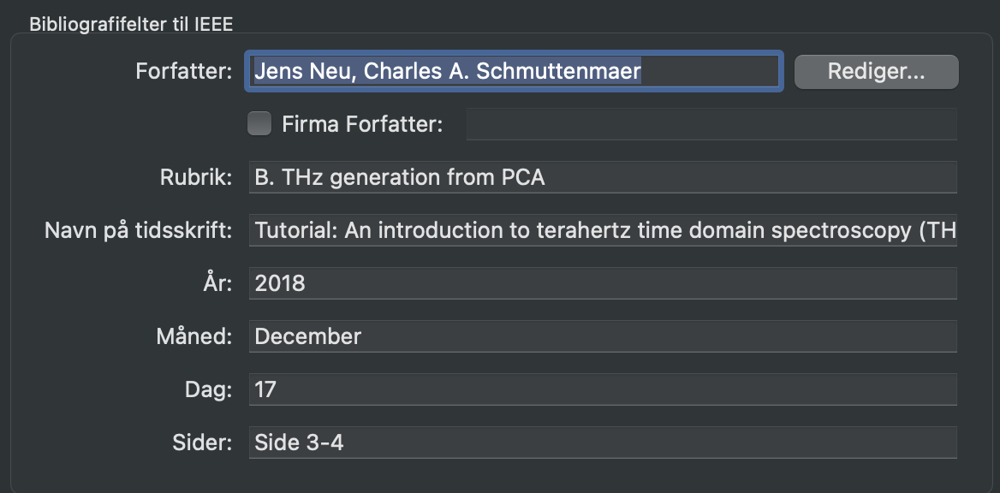 Bibliografifelter til IEEE
Forfatter: Jens Neu, Charles A. Schmuttenmaer Rediger...
Firma Forfatter:
Rubrik: B. THz generation from PCA
Navn på tidsskrift: Tutorial: An introduction to terahertz time domain spectroscopy (TH
År: 2018
Måned: December
Dag: 17
Sider: Side 3-4